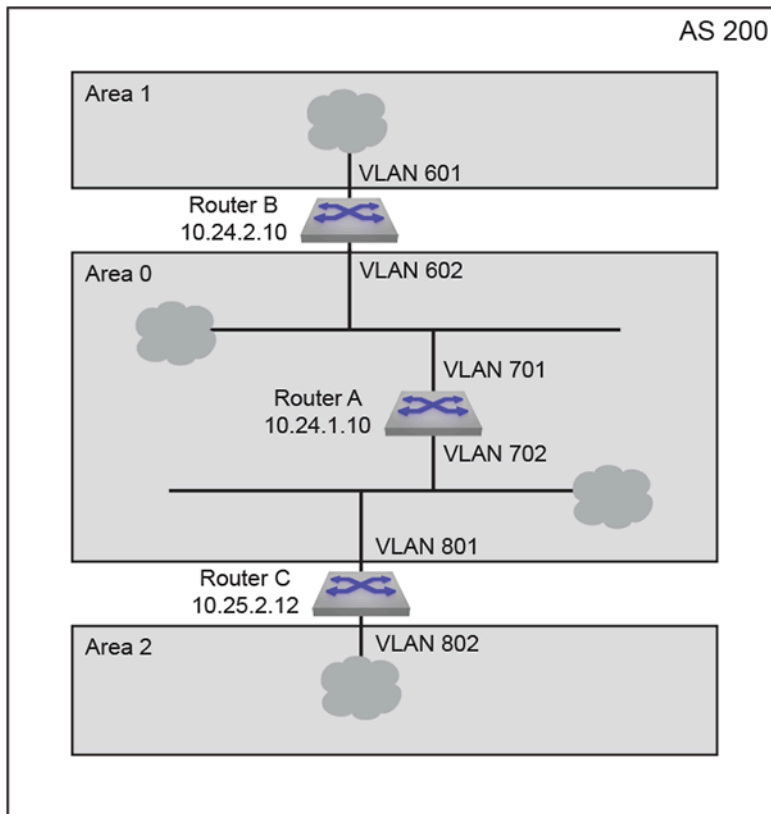 AS 200
Area 1
VLAN 601
Router B
10.24.2.10
VLAN 602
Area 0
VLAN 701
Router A
10.24.1.10
VLAN 702
VLAN 801
Router C
10.25.2.12
VLAN 802
Area 2